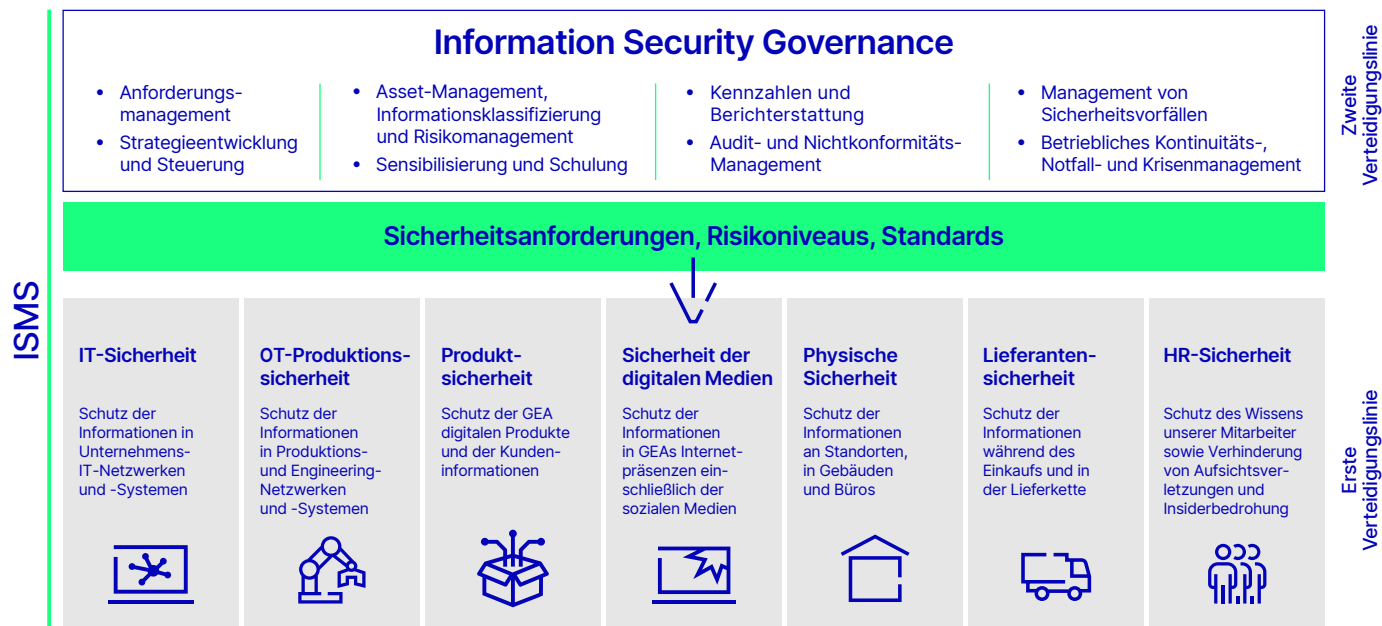 Information Security Governance
• Anforderungs-
management
• Strategieentwicklung
und Steuerung
• Asset-Management,
Informationsklassifizierung
und Risikomanagement
• Sensibilisierung und Schulung
• Kennzahlen und
Berichterstattung
• Audit- und Nichtkonformitäts-
Management
• Management von
Sicherheitsvorfällen
• Betriebliches Kontinuitäts-,
Notfall- und Krisenmanagement
Zweite
Verteidigungslinie
Sicherheitsanforderungen, Risikoniveaus, Standards
ISMS
IT-Sicherheit
Schutz der
Informationen in
Unternehmens-
IT-Netzwerken
und -Systemen
OT-Produktions-
sicherheit
Schutz der
Informationen
in Produktions-
und Engineering-
Netzwerken
und -Systemen
Produkt-
sicherheit
Schutz der GEA
digitalen Produkte
und der Kunden-
informationen
Sicherheit der
digitalen Medien
Schutz der
Informationen
in GEAs Internet-
präsenzen ein-
schließlich der
sozialen Medien
Physische
Sicherheit
Schutz der
Informationen
an Standorten,
in Gebäuden
und Büros
Lieferanten-
sicherheit
Schutz der
Informationen
während des
Einkaufs und in
der Lieferkette
HR-Sicherheit
Schutz des Wissens
unserer Mitarbeiter
sowie Verhinderung
von Aufsichtsver-
letzungen und
Insiderbedrohung
Erste
Verteidigungslinie